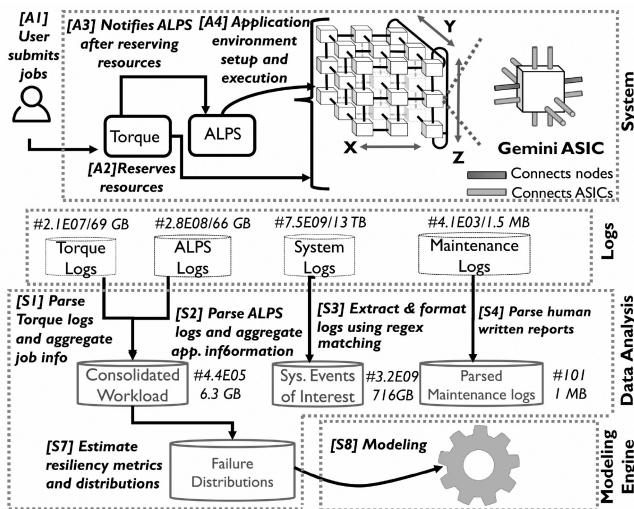 [A1]
User
submits
jobs
[A3] Notifies ALPS
after reserving
resources
[A4] Application
environment
setup and
execution
Torque
ALPS
[A2]Reserves
resources
X
Y
Z
Gemini ASIC
Connects nodes
Connects ASICs
System
#2.1E07/69 GB
#2.8E08/66 GB
#7.5E09/13 TB
#4.1E03/1.5 MB
Torque
Logs
ALPS
Logs
System
Logs
Maintenance
Logs
Logs
[S1] Parse
Torque logs
and aggregate
job info
[S2] Parse ALPS
logs and aggregate
app. information
[S3] Extract & format
logs using regex
matching
[S4] Parse human
written reports
Consolidated
Workload
#4.4E05
6.3 GB
Sys. Events
of Interest
#3.2E09
716GB
Parsed
Maintenance logs
#101
1 MB
Data Analysis
[S7] Estimate
resiliency metrics
and distributions
Failure
Distributions
[S8] Modeling
Modeling
Engine